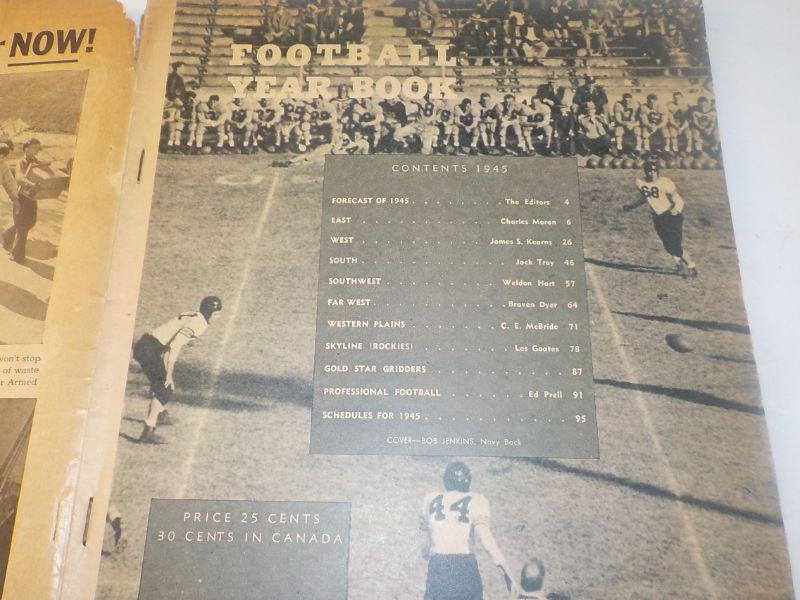 r NOW!
won't stop
of waste
r Armed
FOOTBALL
YEAR BOOK
CONTENTS 1945
FORECAST OF 1945 . . . . . . . . The Editors 4
EAST . . . . . . . . . . . . Charles Moran 6
WEST . . . . . . . . . . . James S. Kearns 26
SOUTH . . . . . . . . . . . . . Jack Troy 46
SOUTHWEST . . . . . . . . . . Weldon Hart 57
FAR WEST . . . . . . . . . . . Braven Dyer 64
WESTERN PLAINS . . . . . . . . C. E. McBride 71
SKYLINE (ROCKIES) . . . . . . . . Les Goates 78
GOLD STAR GRIDDERS . . . . . . . . . . . 87
PROFESSIONAL FOOTBALL . . . . . . . Ed Prell 91
SCHEDULES FOR 1945 . . . . . . . . . . . . 95
COVER—BOB JENKINS, Navy Back
68
44
PRICE 25 CENTS
30 CENTS IN CANADA